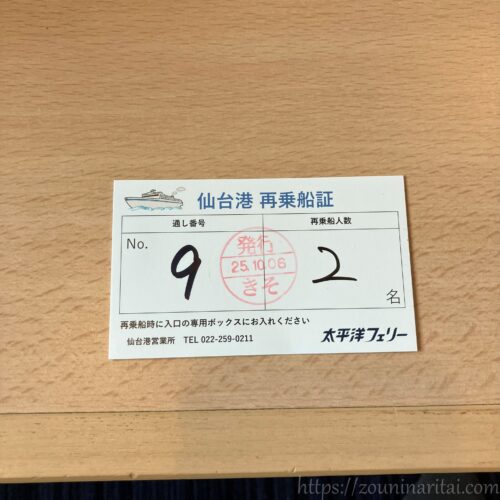 仙台港 再乗船証
通し番号
再乗船人数
No.
9
発行
25.10.06
きそ
2
名
再乗船時に入口の専用ボックスにお入れください
仙台港営業所 TEL 022-259-0211
太平洋フェリー
https://zouninaritai.com